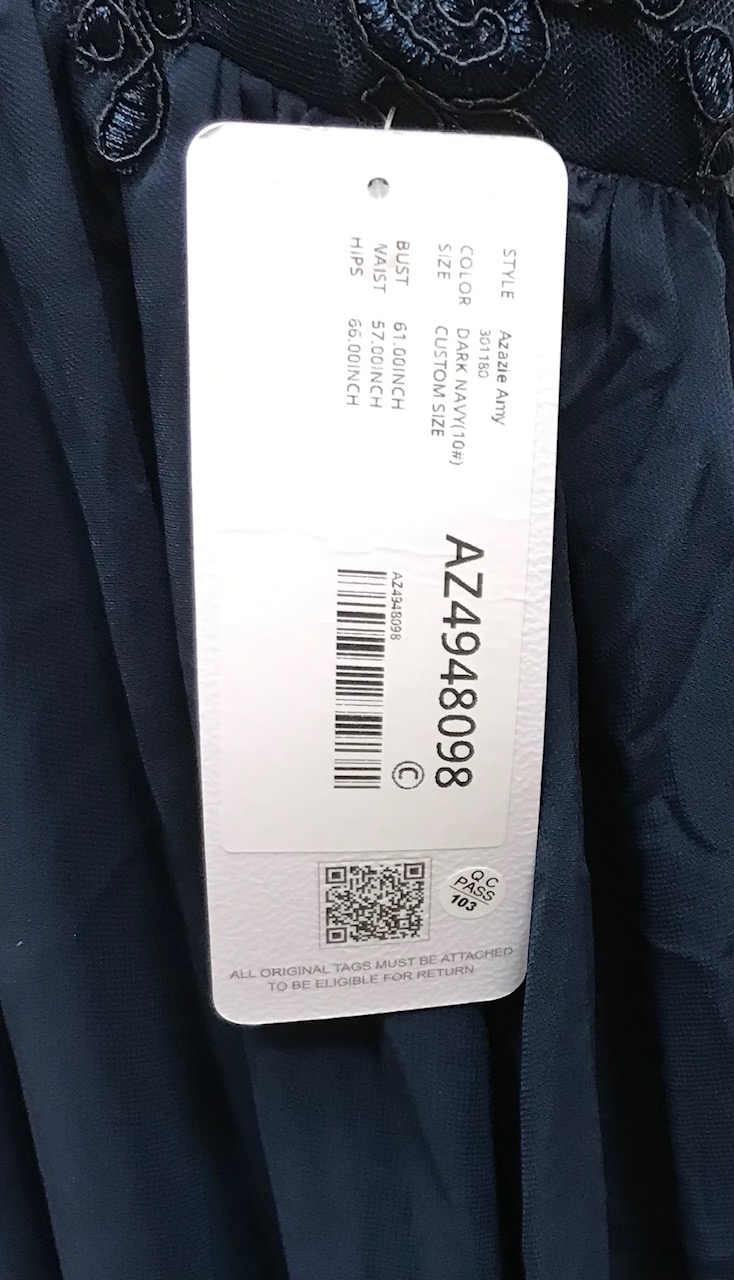 STYLE Azazie Amy
301180
COLOR DARK NAVY(10#)
SIZE CUSTOM SIZE
BUST 61.00INCH
WAIST 57.00INCH
HIPS 66.00INCH
AZ4948098
©
AZ4948098
QC
PASS
103
ALL ORIGINAL TAGS MUST BE ATTACHED
TO BE ELIGIBLE FOR RETURN